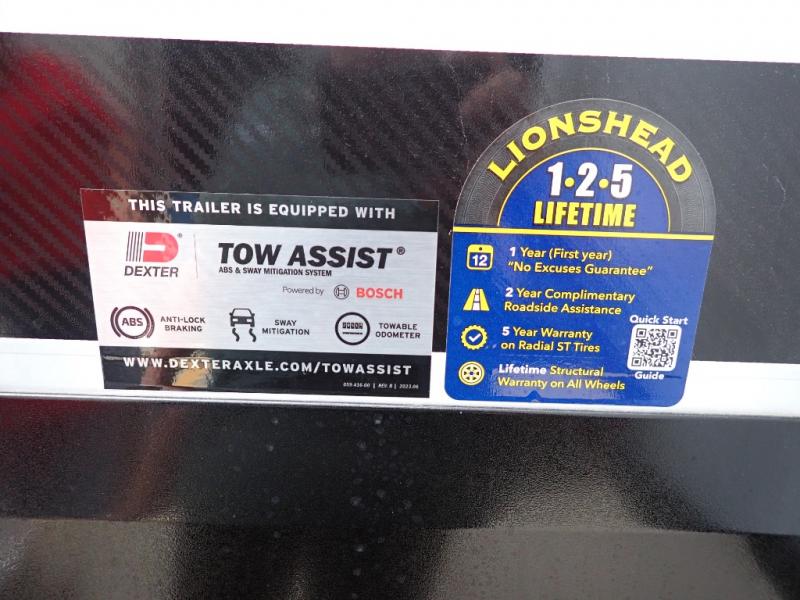 THIS TRAILER IS EQUIPPED WITH
DEXTER®
TOW ASSIST®
ABS & SWAY MITIGATION SYSTEM
Powered by BOSCH
ABS
ANTI-LOCK
BRAKING
SWAY
MITIGATION
TOWABLE
ODOMETER
WWW.DEXTERAXLE.COM/TOWASSIST
REV. B | 2023.06
LIONSHEAD
1•2•5
LIFETIME
12
1 Year (First year)
"No Excuses Guarantee"
2 Year Complimentary
Roadside Assistance
5 Year Warranty
on Radial ST Tires
Lifetime Structural
Warranty on All Wheels
Quick Start
Guide